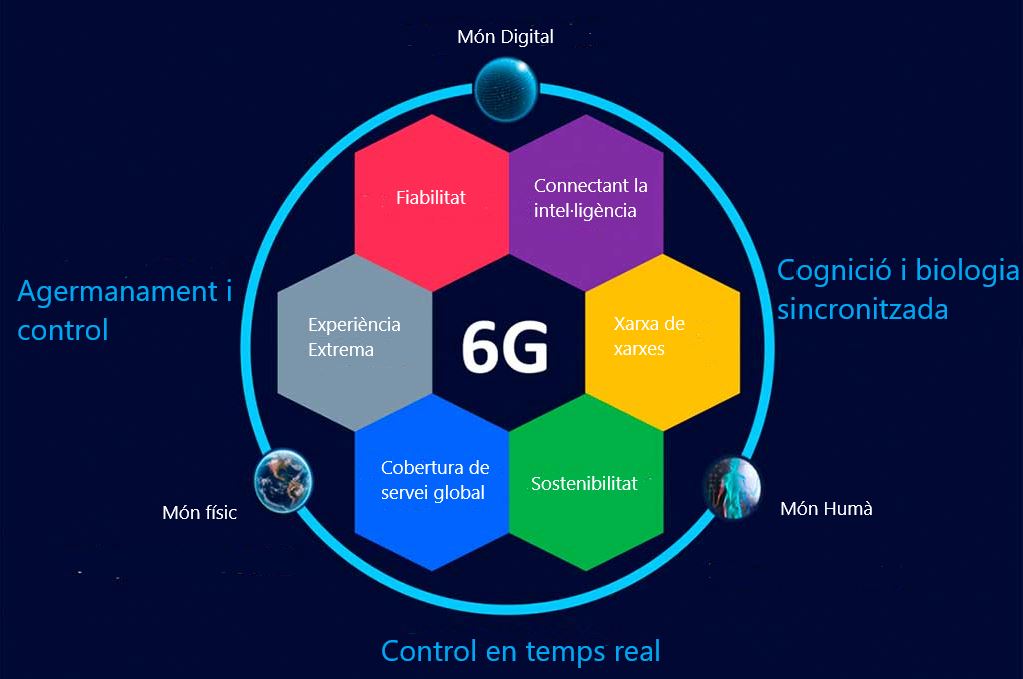 Món Digital
Fiabilitat
Connectant la
intel·ligència
Agermanament i
control
Cognició i biologia
sincronitzada
Experiència
Extrema
6G
Xarxa de
xarxes
Cobertura de
servei global
Sostenibilitat
Món físic
Món Humà
Control en temps real